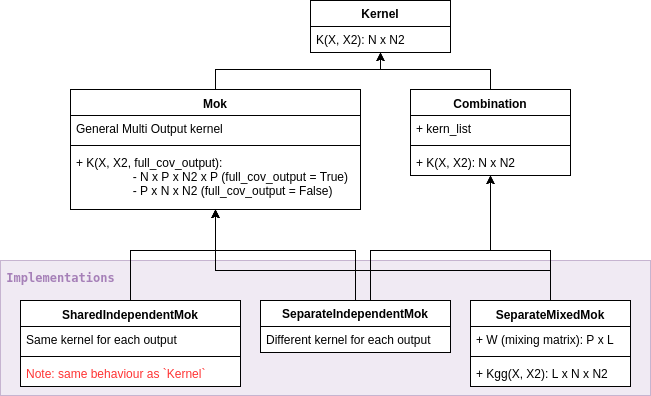 Kernel
K(X, X2): N x N2
Mok
General Multi Output kernel
+ K(X, X2, full_cov_output):
- N x P x N2 x P (full_cov_output = True)
- P x N x N2 (full_cov_output = False)
Combination
+ kern_list
+ K(X, X2): N x N2
Implementations
SharedIndependentMok
Same kernel for each output
Note: same behaviour as `Kernel`
SeparateIndependentMok
Different kernel for each output
SeparateMixedMok
+ W (mixing matrix): P x L
+ Kgg(X, X2): L x N x N2